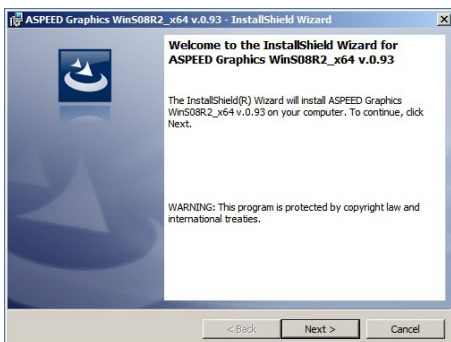 ASPEED Graphics WinS08R2_x64 v.0.93 - InstallShield Wizard
Welcome to the InstallShield Wizard for
ASPEED Graphics WinS08R2_x64 v.0.93
The InstallShield(R) Wizard will install ASPEED Graphics
WinS08R2_x64 v.0.93 on your computer. To continue, click
Next.
WARNING: This program is protected by copyright law and
international treaties.
< Back
Next >
Cancel